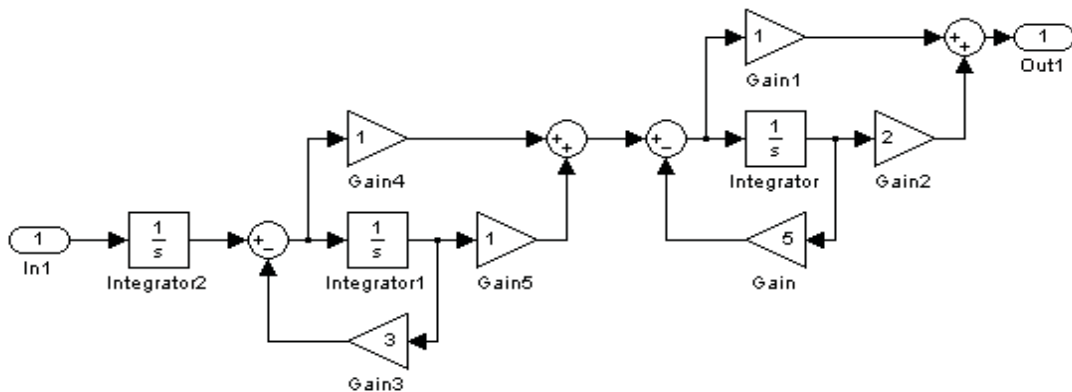 1
Gain1
+
+
1
Out1
1
Gain4
+
+
+
−
1
s
Integrator
2
Gain2
1
In1
1
s
Integrator2
+
−
1
s
Integrator1
1
Gain5
5
Gain
3
Gain3